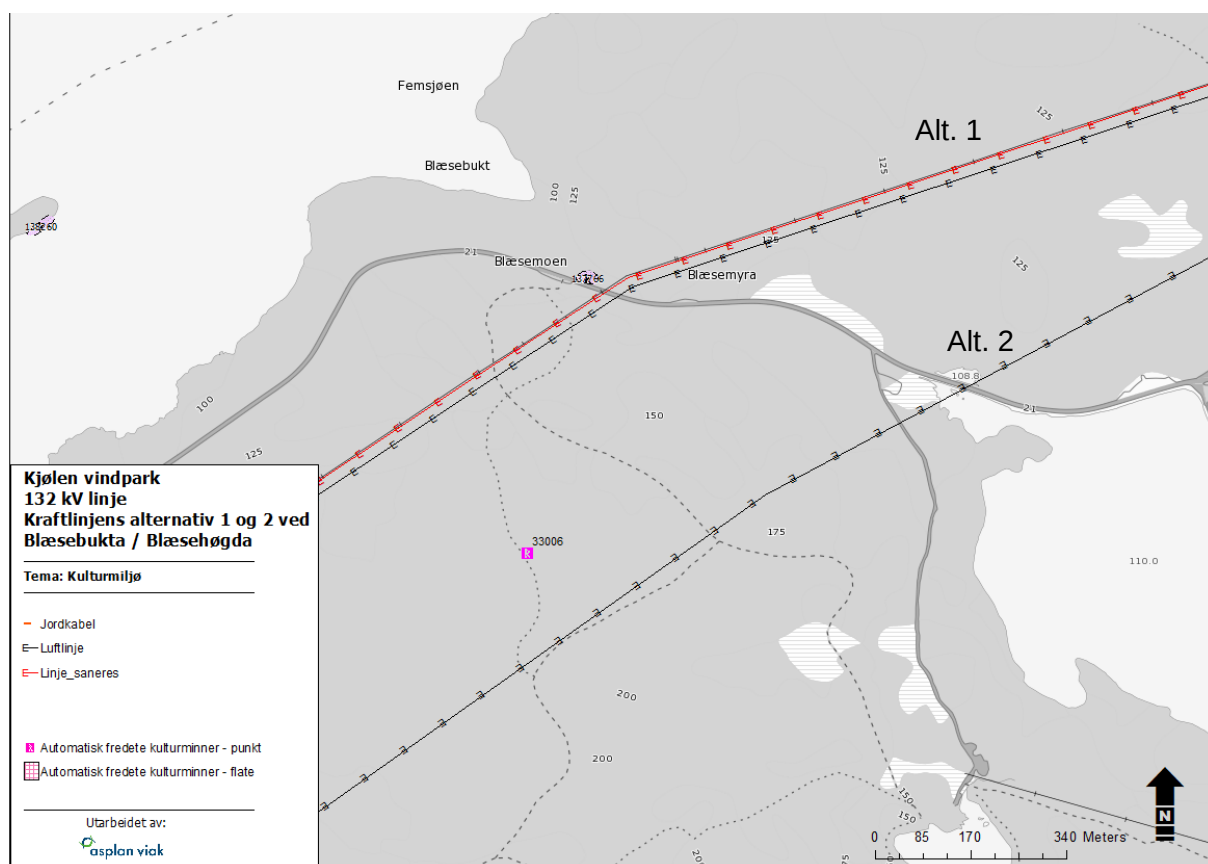 Femsjøen
Blæsebukt
Alt. 1
125
125
100
125
21
Blæsemoen
125
Blæsemyra
125
Alt. 2
108.8
21
100
150
125
175
33006
110.0
200
200
150
150
175
Kjølen vindpark
132 kV linje
Kraftlinjens alternativ 1 og 2 ved
Blæsebukta / Blæsehøgda
Tema: Kulturmiljø
Jordkabel
Luftlinje
Linje_saneres
R Automatisk fredete kulturminner - punkt
Automatisk fredete kulturminner - flate
Utarbeidet av:
asplan viak
N
0 85 170 340 Meters